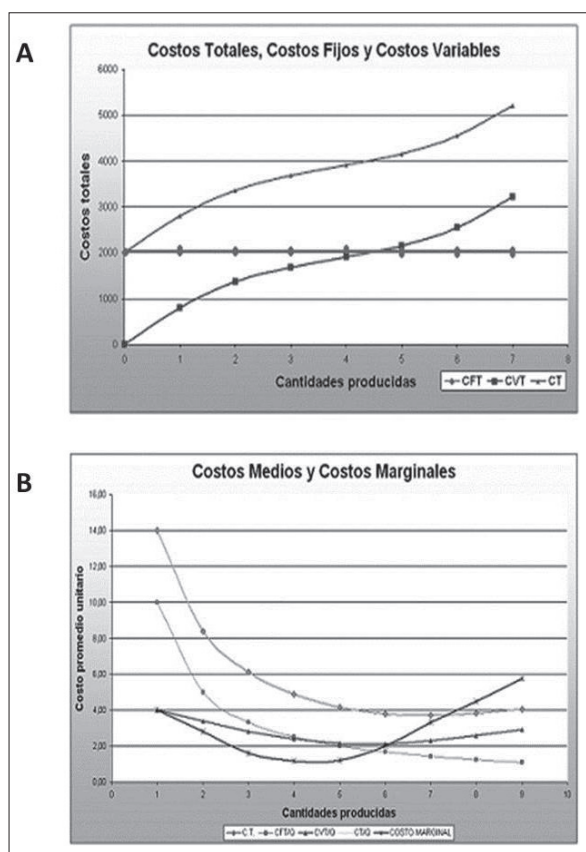 A
Costos Totales, Costos Fijos y Costos Variables
6000
5000
4000
3000
2000
1000
0
Costos totales
0 1 2 3 4 5 6 7 8
Cantidades producidas
CFT CVT CT
B
Costos Medios y Costos Marginales
16,00
14,00
12,00
10,00
8,00
6,00
4,00
2,00
0,00
Costo promedio unitario
0 1 2 3 4 5 6 7 8 9 10
Cantidades producidas
C.T. CFT/Q CVT/Q CT/Q COSTO MARGINAL